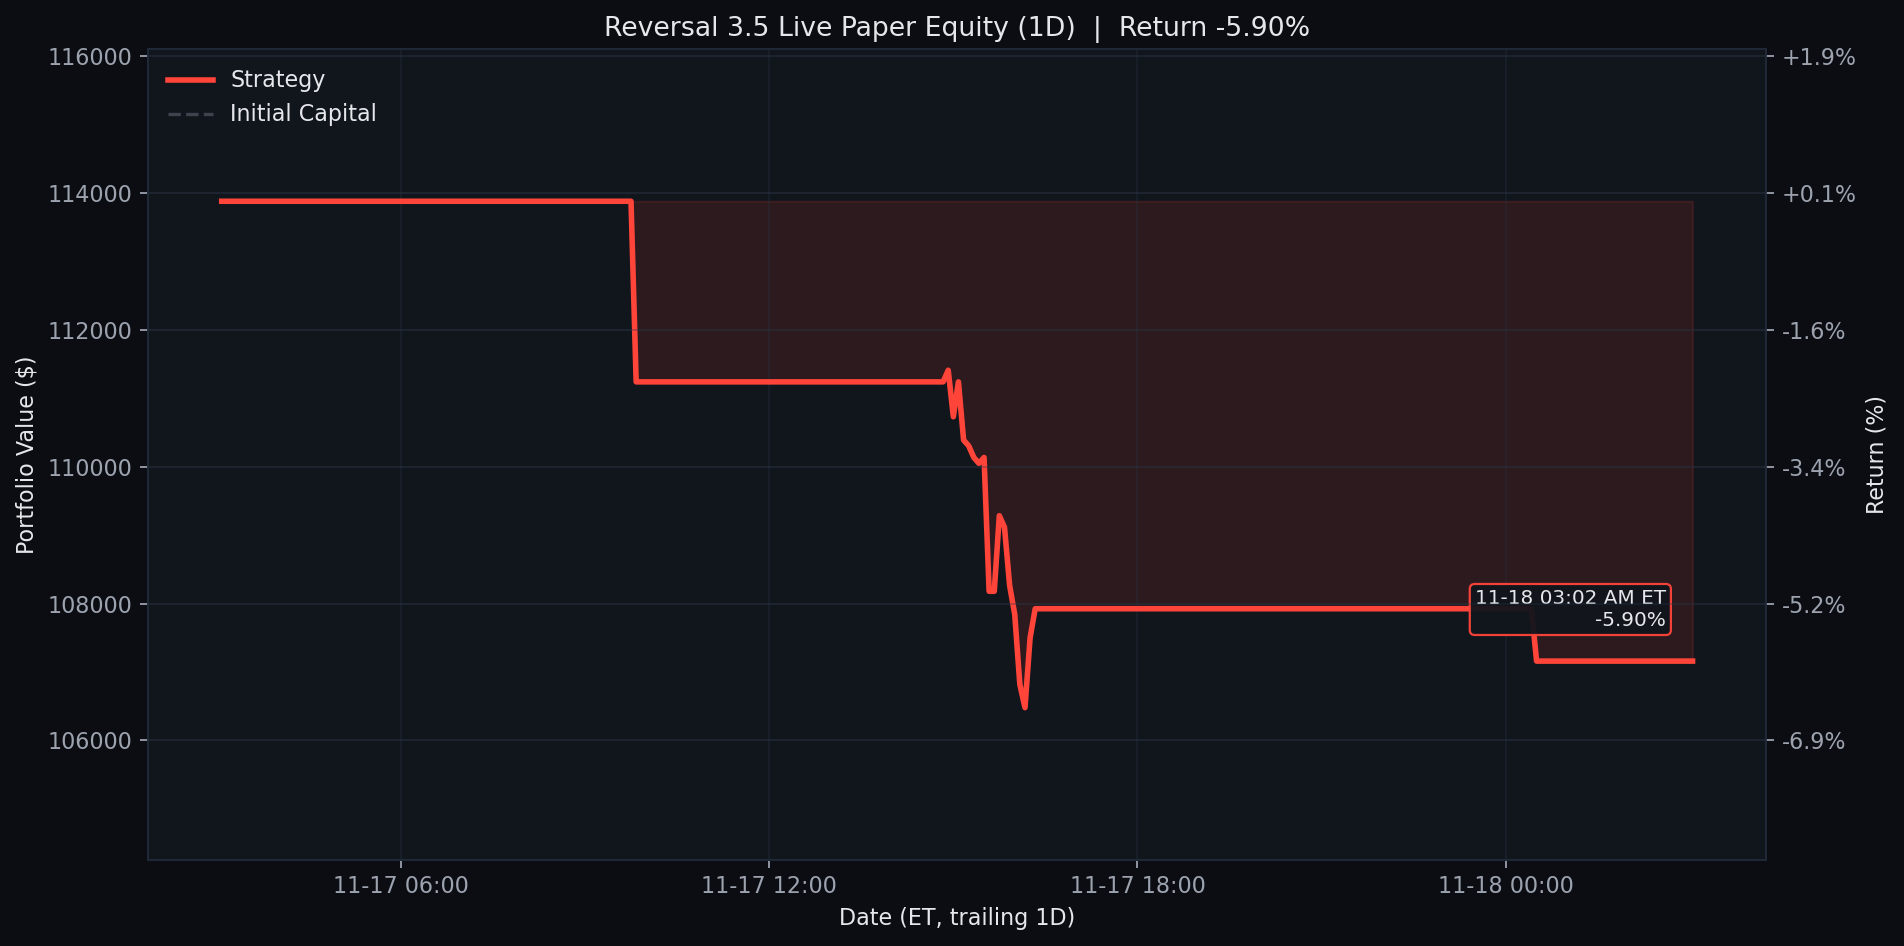 Reversal 3.5 Live Paper Equity (1D)  |  Return -5.90%
Strategy
Initial Capital
Portfolio Value ($)
116000
114000
112000
110000
108000
106000
+1.9%
+0.1%
-1.6%
-3.4%
-5.2%
-6.9%
Return (%)
11-18 03:02 AM ET
-5.90%
11-17 06:00
11-17 12:00
11-17 18:00
11-18 00:00
Date (ET, trailing 1D)